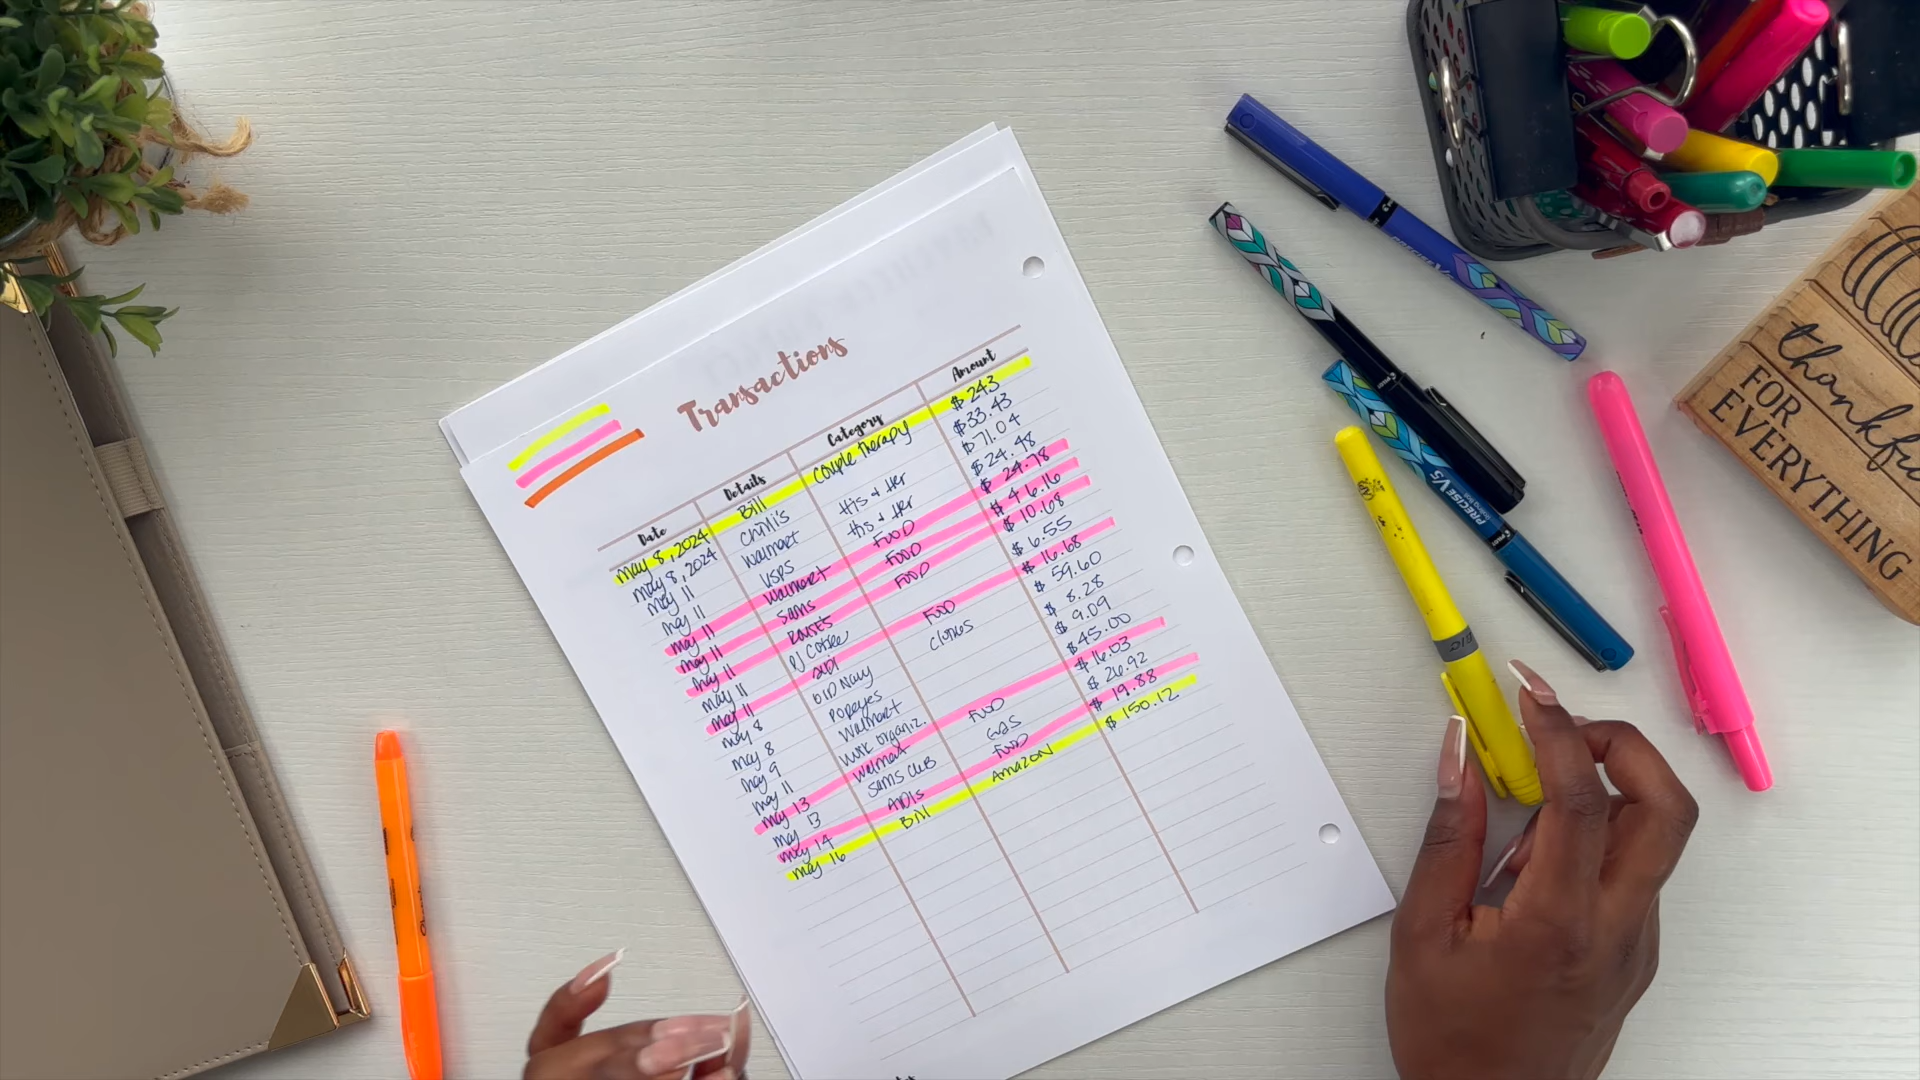 Transactions
Date Details Category Amount
May 8, 2024 Bill Couple therapy $243
May 8, 2024 Chili's His & Her $33.43
May 11 Walmart His & Her $71.04
May 11 USPS $24.48
May 11 Walmart Food $24.78
May 11 Sams Food $46.16
May 11 Food $10.68
May 11 PJ Coffee $6.55
May 11 Aldi Food $16.68
May 8 Old Navy clothes $59.60
May 8 Popeyes $8.28
May 9 Walmart $9.09
May 11 Work organiz. $45.00
May 13 Walmart Food $16.03
May 13 Sams Club Gas $26.92
May 14 Aldis Food $19.88
May 16 Bill Amazon $150.12
PRECISE V5
BIC
thankful
FOR
EVERYTHING